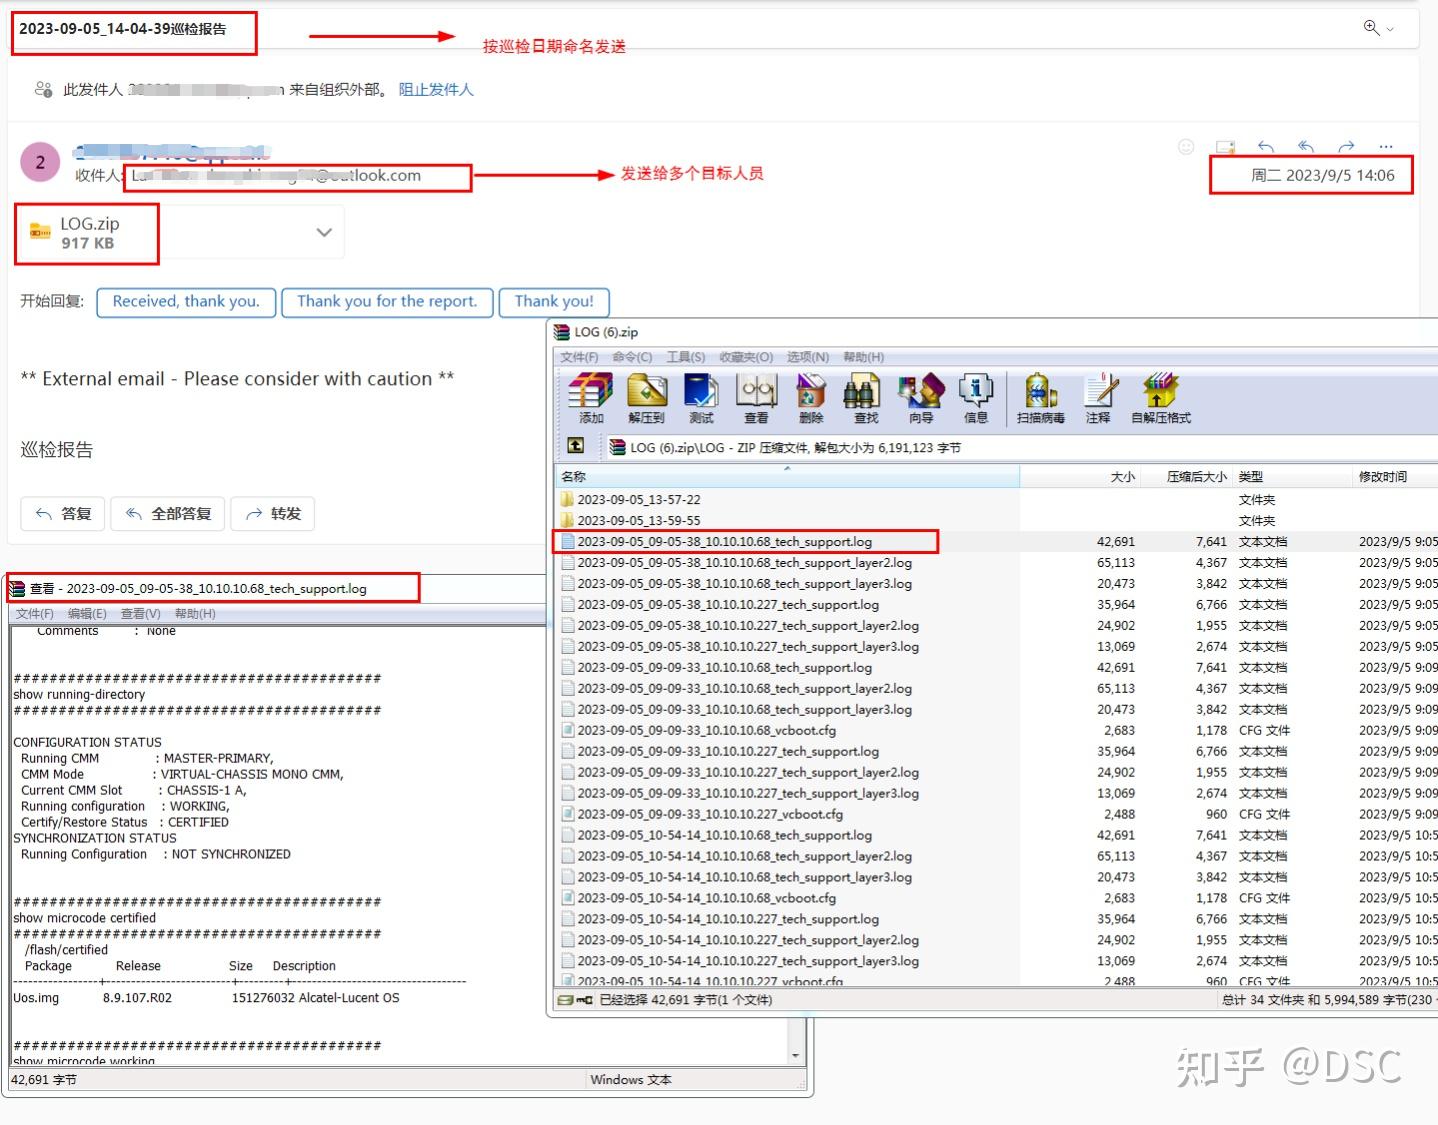 2023-09-05_14-04-39巡检报告
按巡检日期命名发送
此发件人 来自组织外部。 阻止发件人
2
收件人: @outlook.com
发送给多个目标人员
周二 2023/9/5 14:06
LOG.zip
917 KB
开始回复: Received, thank you. Thank you for the report. Thank you!
** External email - Please consider with caution **
巡检报告
答复 全部答复 转发
LOG (6).zip
文件(F) 命令(C) 工具(S) 收藏夹(O) 选项(N) 帮助(H)
添加 解压到 测试 查看 删除 查找 向导 信息 扫描病毒 注释 自解压格式
LOG (6).zip\LOG - ZIP 压缩文件, 解包大小为 6,191,123 字节
名称 大小 压缩后大小 类型 修改时间
2023-09-05_13-57-22 文件夹
2023-09-05_13-59-55 文件夹
2023-09-05_09-05-38_10.10.10.68_tech_support.log 42,691 7,641 文本文档 2023/9/5 9:05
2023-09-05_09-05-38_10.10.10.68_tech_support_layer2.log 65,113 4,367 文本文档 2023/9/5 9:05
2023-09-05_09-05-38_10.10.10.68_tech_support_layer3.log 20,473 3,842 文本文档 2023/9/5 9:05
2023-09-05_09-05-38_10.10.10.227_tech_support.log 35,964 6,766 文本文档 2023/9/5 9:05
2023-09-05_09-05-38_10.10.10.227_tech_support_layer2.log 24,902 1,955 文本文档 2023/9/5 9:05
2023-09-05_09-05-38_10.10.10.227_tech_support_layer3.log 13,069 2,674 文本文档 2023/9/5 9:05
2023-09-05_09-09-33_10.10.10.68_tech_support.log 42,691 7,641 文本文档 2023/9/5 9:09
2023-09-05_09-09-33_10.10.10.68_tech_support_layer2.log 65,113 4,367 文本文档 2023/9/5 9:09
2023-09-05_09-09-33_10.10.10.68_tech_support_layer3.log 20,473 3,842 文本文档 2023/9/5 9:09
2023-09-05_09-09-33_10.10.10.68_vcboot.cfg 2,683 1,178 CFG 文件 2023/9/5 9:09
2023-09-05_09-09-33_10.10.10.227_tech_support.log 35,964 6,766 文本文档 2023/9/5 9:09
2023-09-05_09-09-33_10.10.10.227_tech_support_layer2.log 24,902 1,955 文本文档 2023/9/5 9:09
2023-09-05_09-09-33_10.10.10.227_tech_support_layer3.log 13,069 2,674 文本文档 2023/9/5 9:09
2023-09-05_09-09-33_10.10.10.227_vcboot.cfg 2,488 960 CFG 文件 2023/9/5 9:09
2023-09-05_10-54-14_10.10.10.68_tech_support.log 42,691 7,641 文本文档 2023/9/5 10:5
2023-09-05_10-54-14_10.10.10.68_tech_support_layer2.log 65,113 4,367 文本文档 2023/9/5 10:5
2023-09-05_10-54-14_10.10.10.68_tech_support_layer3.log 20,473 3,842 文本文档 2023/9/5 10:5
2023-09-05_10-54-14_10.10.10.68_vcboot.cfg 2,683 1,178 CFG 文件 2023/9/5 10:5
2023-09-05_10-54-14_10.10.10.227_tech_support.log 35,964 6,766 文本文档 2023/9/5 10:5
2023-09-05_10-54-14_10.10.10.227_tech_support_layer2.log 24,902 1,955 文本文档 2023/9/5 10:5
2023-09-05_10-54-14_10.10.10.227_tech_support_layer3.log 13,069 2,674 文本文档 2023/9/5 10:5
2023-09-05_10-54-14_10.10.10.227_vcboot.cfg 2,488 960 CFG 文件 2023/9/5 10:5
已经选择 42,691 字节(1 个文件) 总计 34 文件夹 和 5,994,589 字节(230
查看 - 2023-09-05_09-05-38_10.10.10.68_tech_support.log
文件(F) 编辑(E) 查看(V) 帮助(H)
Comments : None
##########################################
show running-directory
##########################################
CONFIGURATION STATUS
Running CMM : MASTER-PRIMARY,
CMM Mode : VIRTUAL-CHASSIS MONO CMM,
Current CMM Slot : CHASSIS-1 A,
Running configuration : WORKING,
Certify/Restore Status : CERTIFIED
SYNCHRONIZATION STATUS
Running Configuration : NOT SYNCHRONIZED
##########################################
show microcode certified
##########################################
/flash/certified
Package Release Size Description
-----------------+-------------------------+--------+-----------------------------------
Uos.img 8.9.107.R02 151276032 Alcatel-Lucent OS
##########################################
show microcode working
42,691 字节 Windows 文本
知乎 @DSC